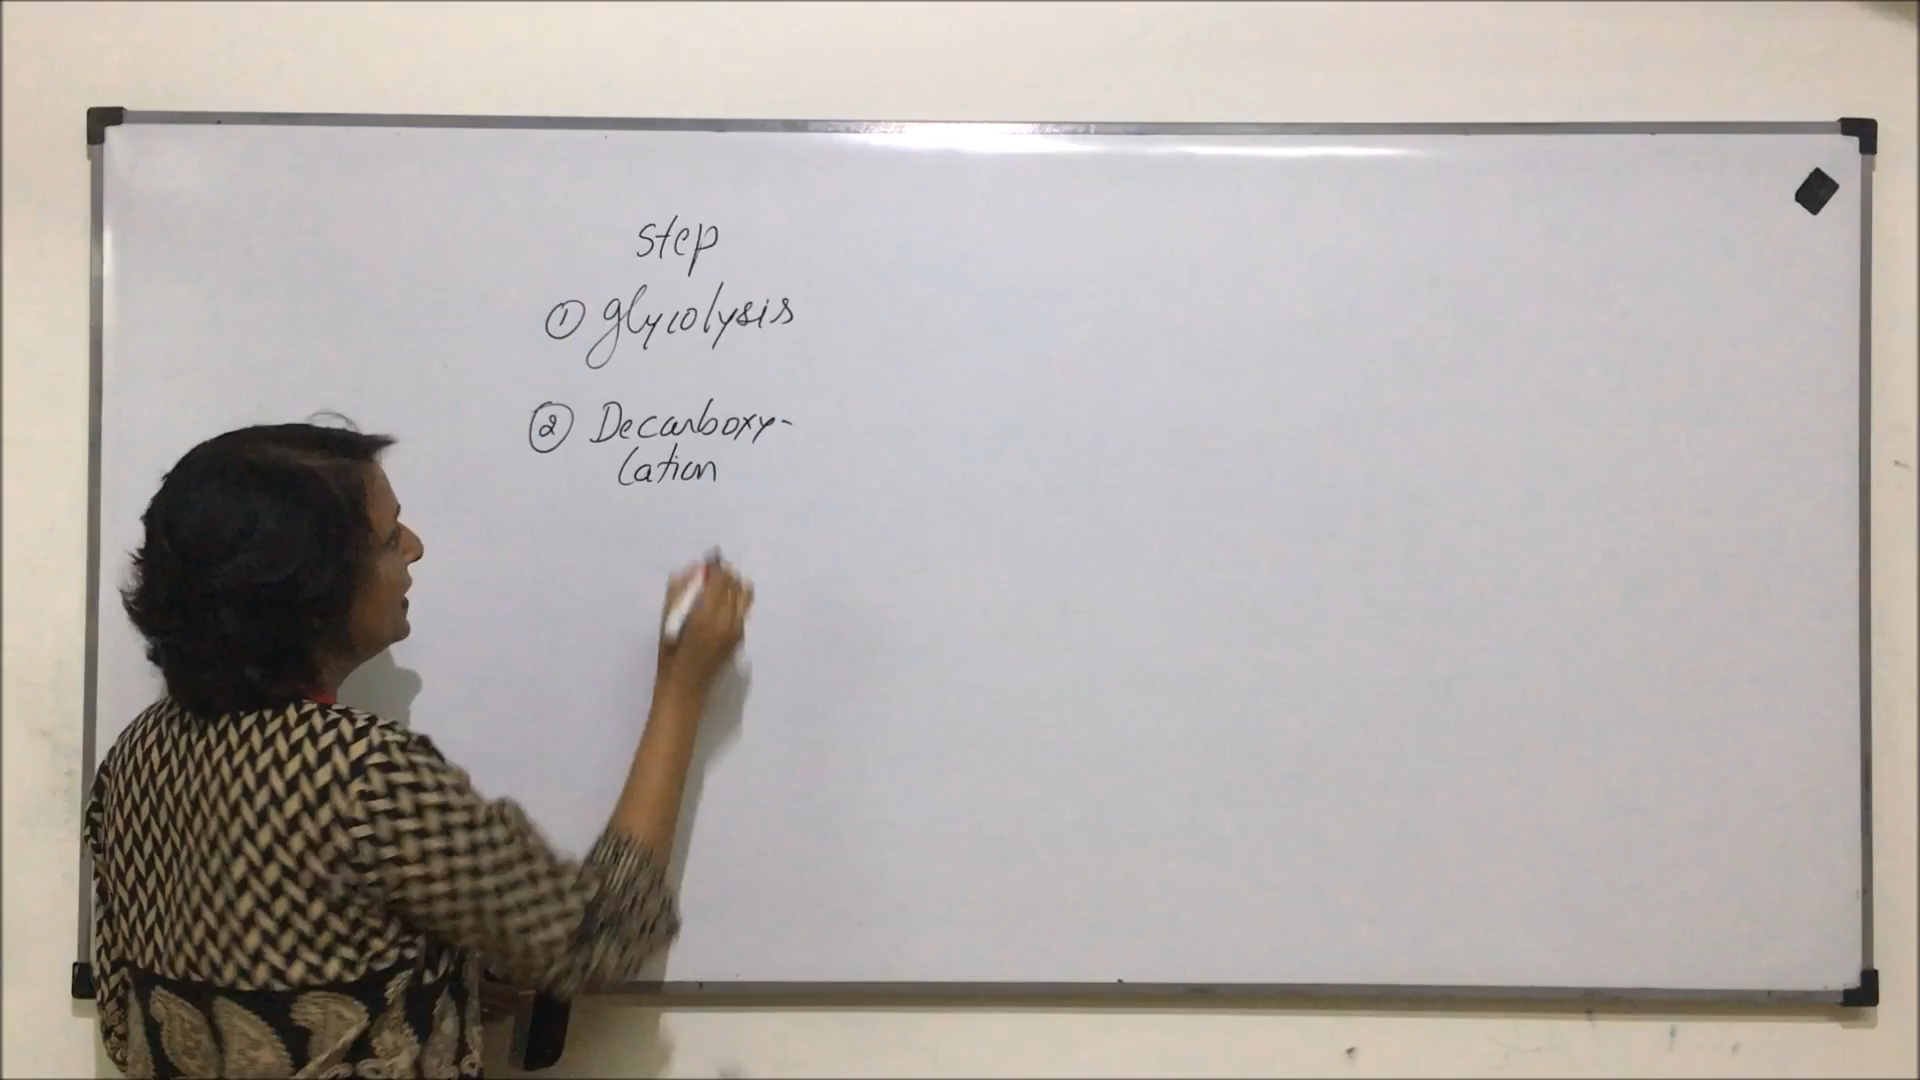 step
① glycolysis
② Decarboxy-
lation